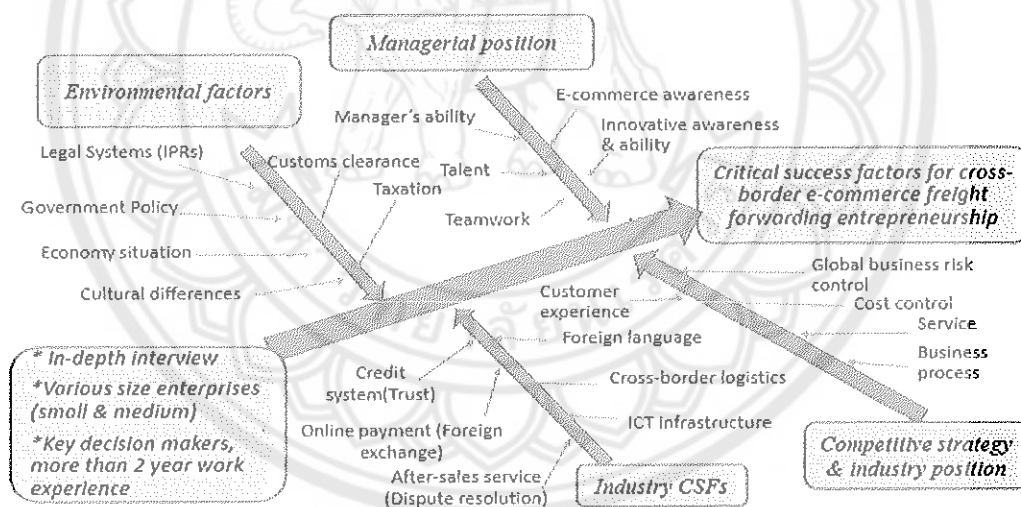 Managerial position
Environmental factors
E-commerce awareness
Manager's ability
Innovative awareness
& ability
Legal Systems (IPRs)
Customs clearance
Talent
Taxation
Critical success factors for cross-
border e-commerce freight
forwarding entrepreneurship
Government Policy
Teamwork
Economy situation
Global business risk
control
Cultural differences
Customer
experience
Cost control
Service
Foreign language
Business
process
* In-depth interview
*Various size enterprises
(small & medium)
*Key decision makers,
more than 2 year work
experience
Credit
system(Trust)
Cross-border logistics
Online payment (Foreign
exchange)
ICT infrastructure
After-sales service
(Dispute resolution)
Industry CSFs
Competitive strategy
& industry position